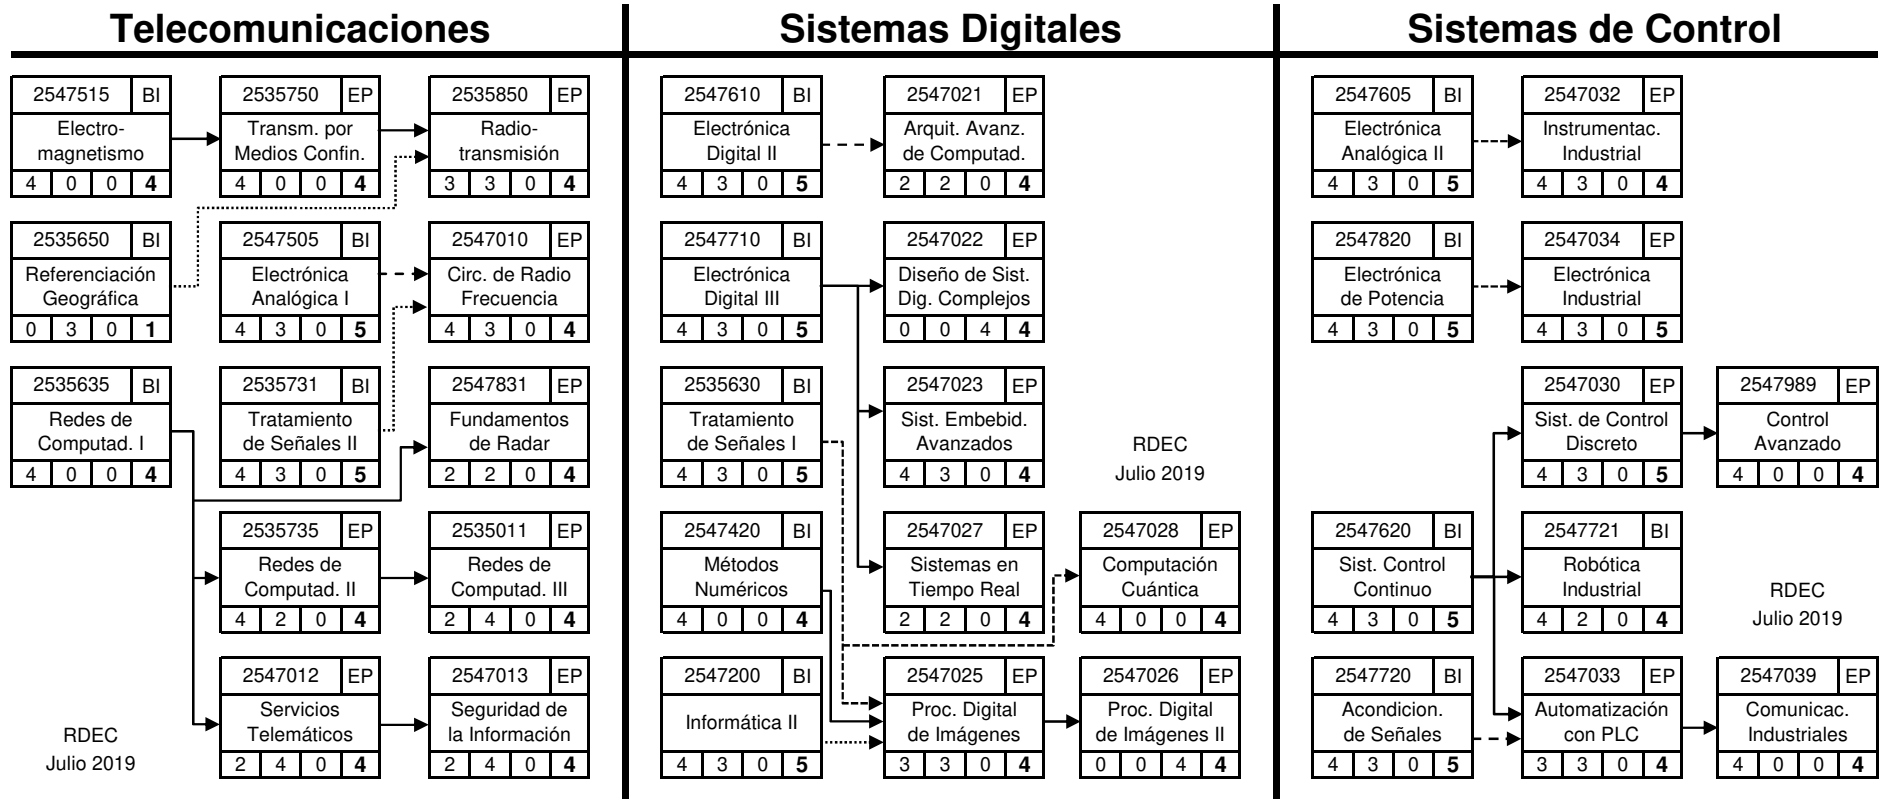 Telecomunicaciones
2547515 BI
Electro-
magnetismo
4 0 0 4
2535750 EP
Transm. por
Medios Confin.
4 0 0 4
2535850 EP
Radio-
transmisión
3 3 0 4
2535650 BI
Referenciación
Geográfica
0 3 0 1
2547505 BI
Electrónica
Analógica I
4 3 0 5
2547010 EP
Circ. de Radio
Frecuencia
4 3 0 4
2535635 BI
Redes de
Computad. I
4 0 0 4
2535731 BI
Tratamiento
de Señales II
4 3 0 5
2547831 EP
Fundamentos
de Radar
2 2 0 4
2535735 EP
Redes de
Computad. II
4 2 0 4
2535011 EP
Redes de
Computad. III
2 4 0 4
2547012 EP
Servicios
Telemáticos
2 4 0 4
2547013 EP
Seguridad de
la Información
2 4 0 4
RDEC
Julio 2019
Sistemas Digitales
2547610 BI
Electrónica
Digital II
4 3 0 5
2547021 EP
Arquit. Avanz.
de Computad.
2 2 0 4
2547710 BI
Electrónica
Digital III
4 3 0 5
2547022 EP
Diseño de Sist.
Dig. Complejos
0 0 4 4
2535630 BI
Tratamiento
de Señales I
4 3 0 5
2547023 EP
Sist. Embebid.
Avanzados
4 3 0 4
RDEC
Julio 2019
2547420 BI
Métodos
Numéricos
4 0 0 4
2547027 EP
Sistemas en
Tiempo Real
2 2 0 4
2547028 EP
Computación
Cuántica
4 0 0 4
2547200 BI
Informática II
4 3 0 5
2547025 EP
Proc. Digital
de Imágenes
3 3 0 4
2547026 EP
Proc. Digital
de Imágenes II
0 0 4 4
Sistemas de Control
2547605 BI
Electrónica
Analógica II
4 3 0 5
2547032 EP
Instrumentac.
Industrial
4 3 0 4
2547820 BI
Electrónica
de Potencia
4 3 0 5
2547034 EP
Electrónica
Industrial
4 3 0 5
2547030 EP
Sist. de Control
Discreto
4 3 0 5
2547989 EP
Control
Avanzado
4 0 0 4
2547620 BI
Sist. Control
Continuo
4 3 0 5
2547721 BI
Robótica
Industrial
4 2 0 4
RDEC
Julio 2019
2547720 BI
Acondicion.
de Señales
4 3 0 5
2547033 EP
Automatización
con PLC
3 3 0 4
2547039 EP
Comunicac.
Industriales
4 0 0 4